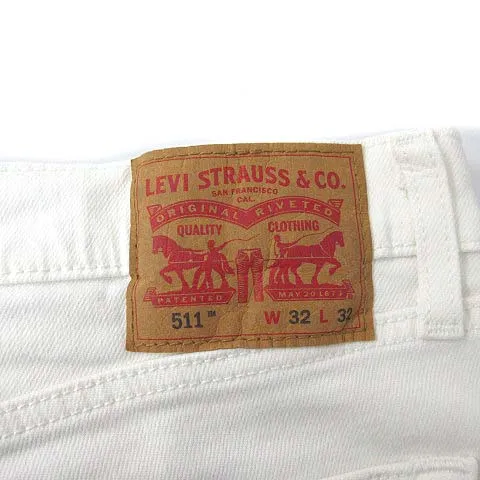 LEVI STRAUSS & CO.
SAN FRANCISCO
CAL.
ORIGINAL RIVETED
QUALITY CLOTHING
PATENTED MAY 20 1873
511™ W 32 L 32